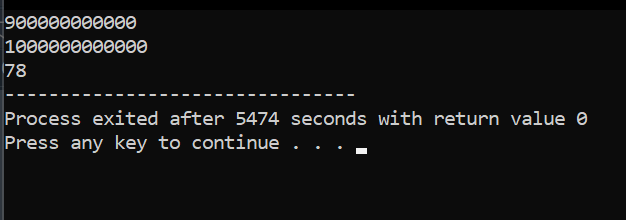 900000000000
1000000000000
78
--------------------------------
Process exited after 5474 seconds with return value 0
Press any key to continue . . .